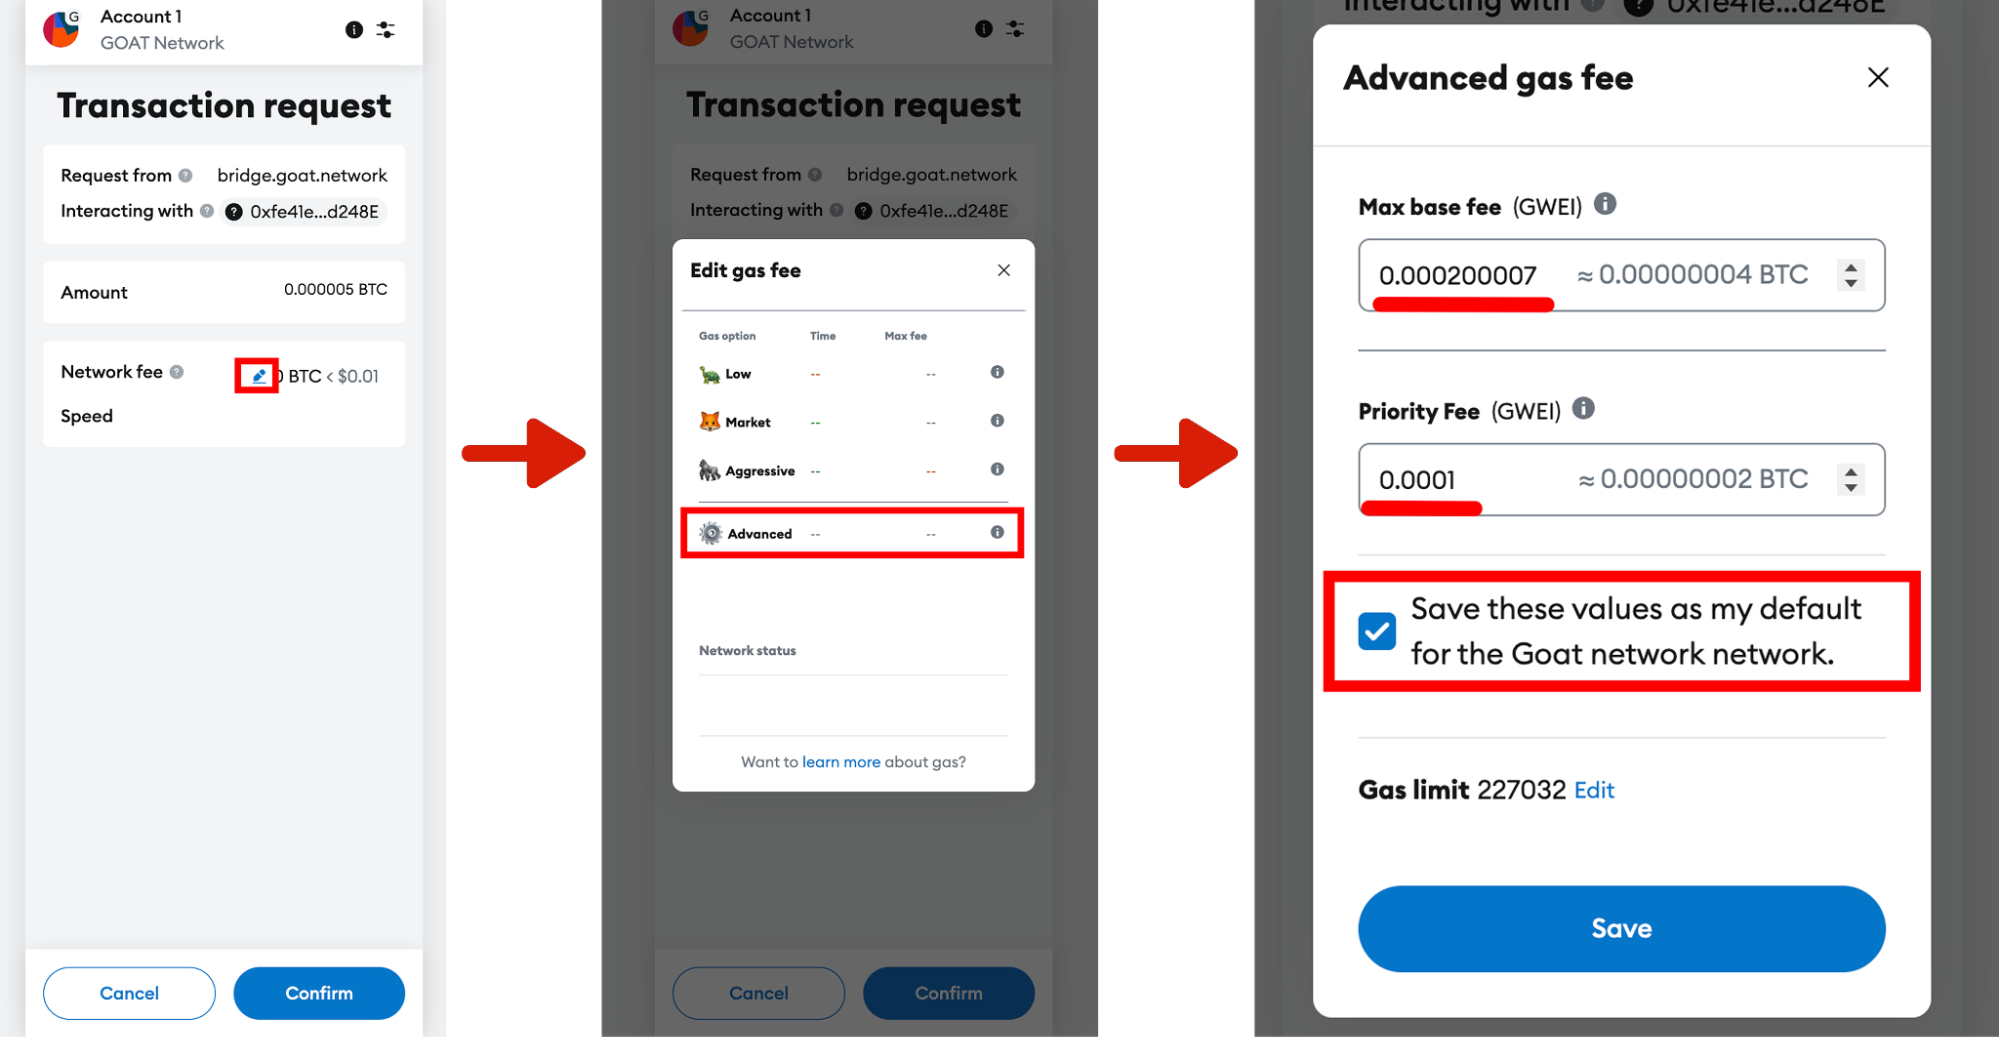 G
Account 1
GOAT Network
Transaction request
Request from bridge.goat.network
Interacting with 0xfe41e...d248E
Amount 0.000005 BTC
Network fee BTC < $0.01
Speed
Cancel Confirm
G
Account 1
GOAT Network
Transaction request
Request from bridge.goat.network
Interacting with 0xfe41e...d248E
Edit gas fee
Gas option Time Max fee
Low -- --
Market -- --
Aggressive -- --
Advanced -- --
Network status
Want to learn more about gas?
Cancel Confirm
Interacting with 0xfe41e...d248E
Advanced gas fee
Max base fee (GWEI)
0.000200007 ≈ 0.00000004 BTC
Priority Fee (GWEI)
0.0001 ≈ 0.00000002 BTC
Save these values as my default
for the Goat network network.
Gas limit 227032 Edit
Save